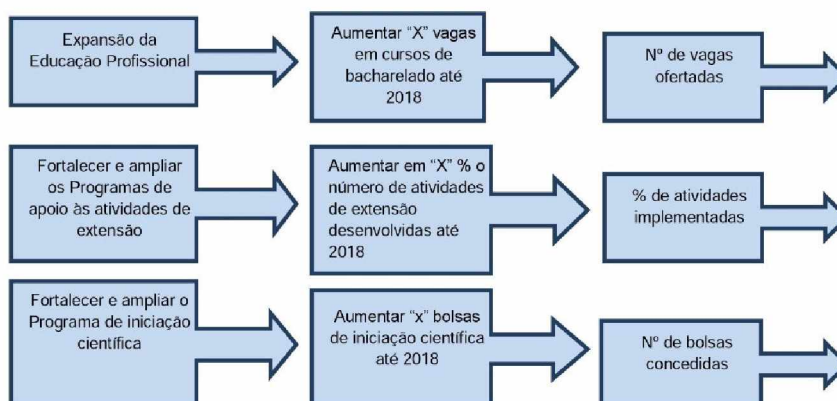 Expansão da
Educação Profissional
Aumentar “X” vagas
em cursos de
bacharelado até
2018
Nº de vagas
ofertadas
Fortalecer e ampliar
os Programas de
apoio às atividades de
extensão
Aumentar em “X” % o
número de atividades
de extensão
desenvolvidas até
2018
% de atividades
implementadas
Fortalecer e ampliar o
Programa de iniciação
científica
Aumentar “x” bolsas
de iniciação científica
até 2018
Nº de bolsas
concedidas